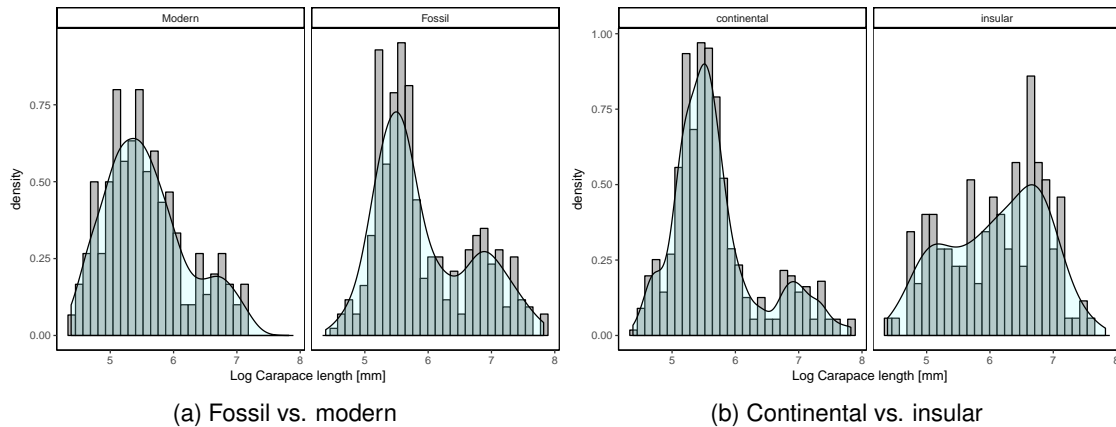 Modern
Fossil
density
0.00
0.25
0.50
0.75
5
6
7
8
5
6
7
8
Log Carapace length [mm]
(a) Fossil vs. modern
continental
insular
density
0.00
0.25
0.50
0.75
1.00
5
6
7
8
5
6
7
8
Log Carapace length [mm]
(b) Continental vs. insular